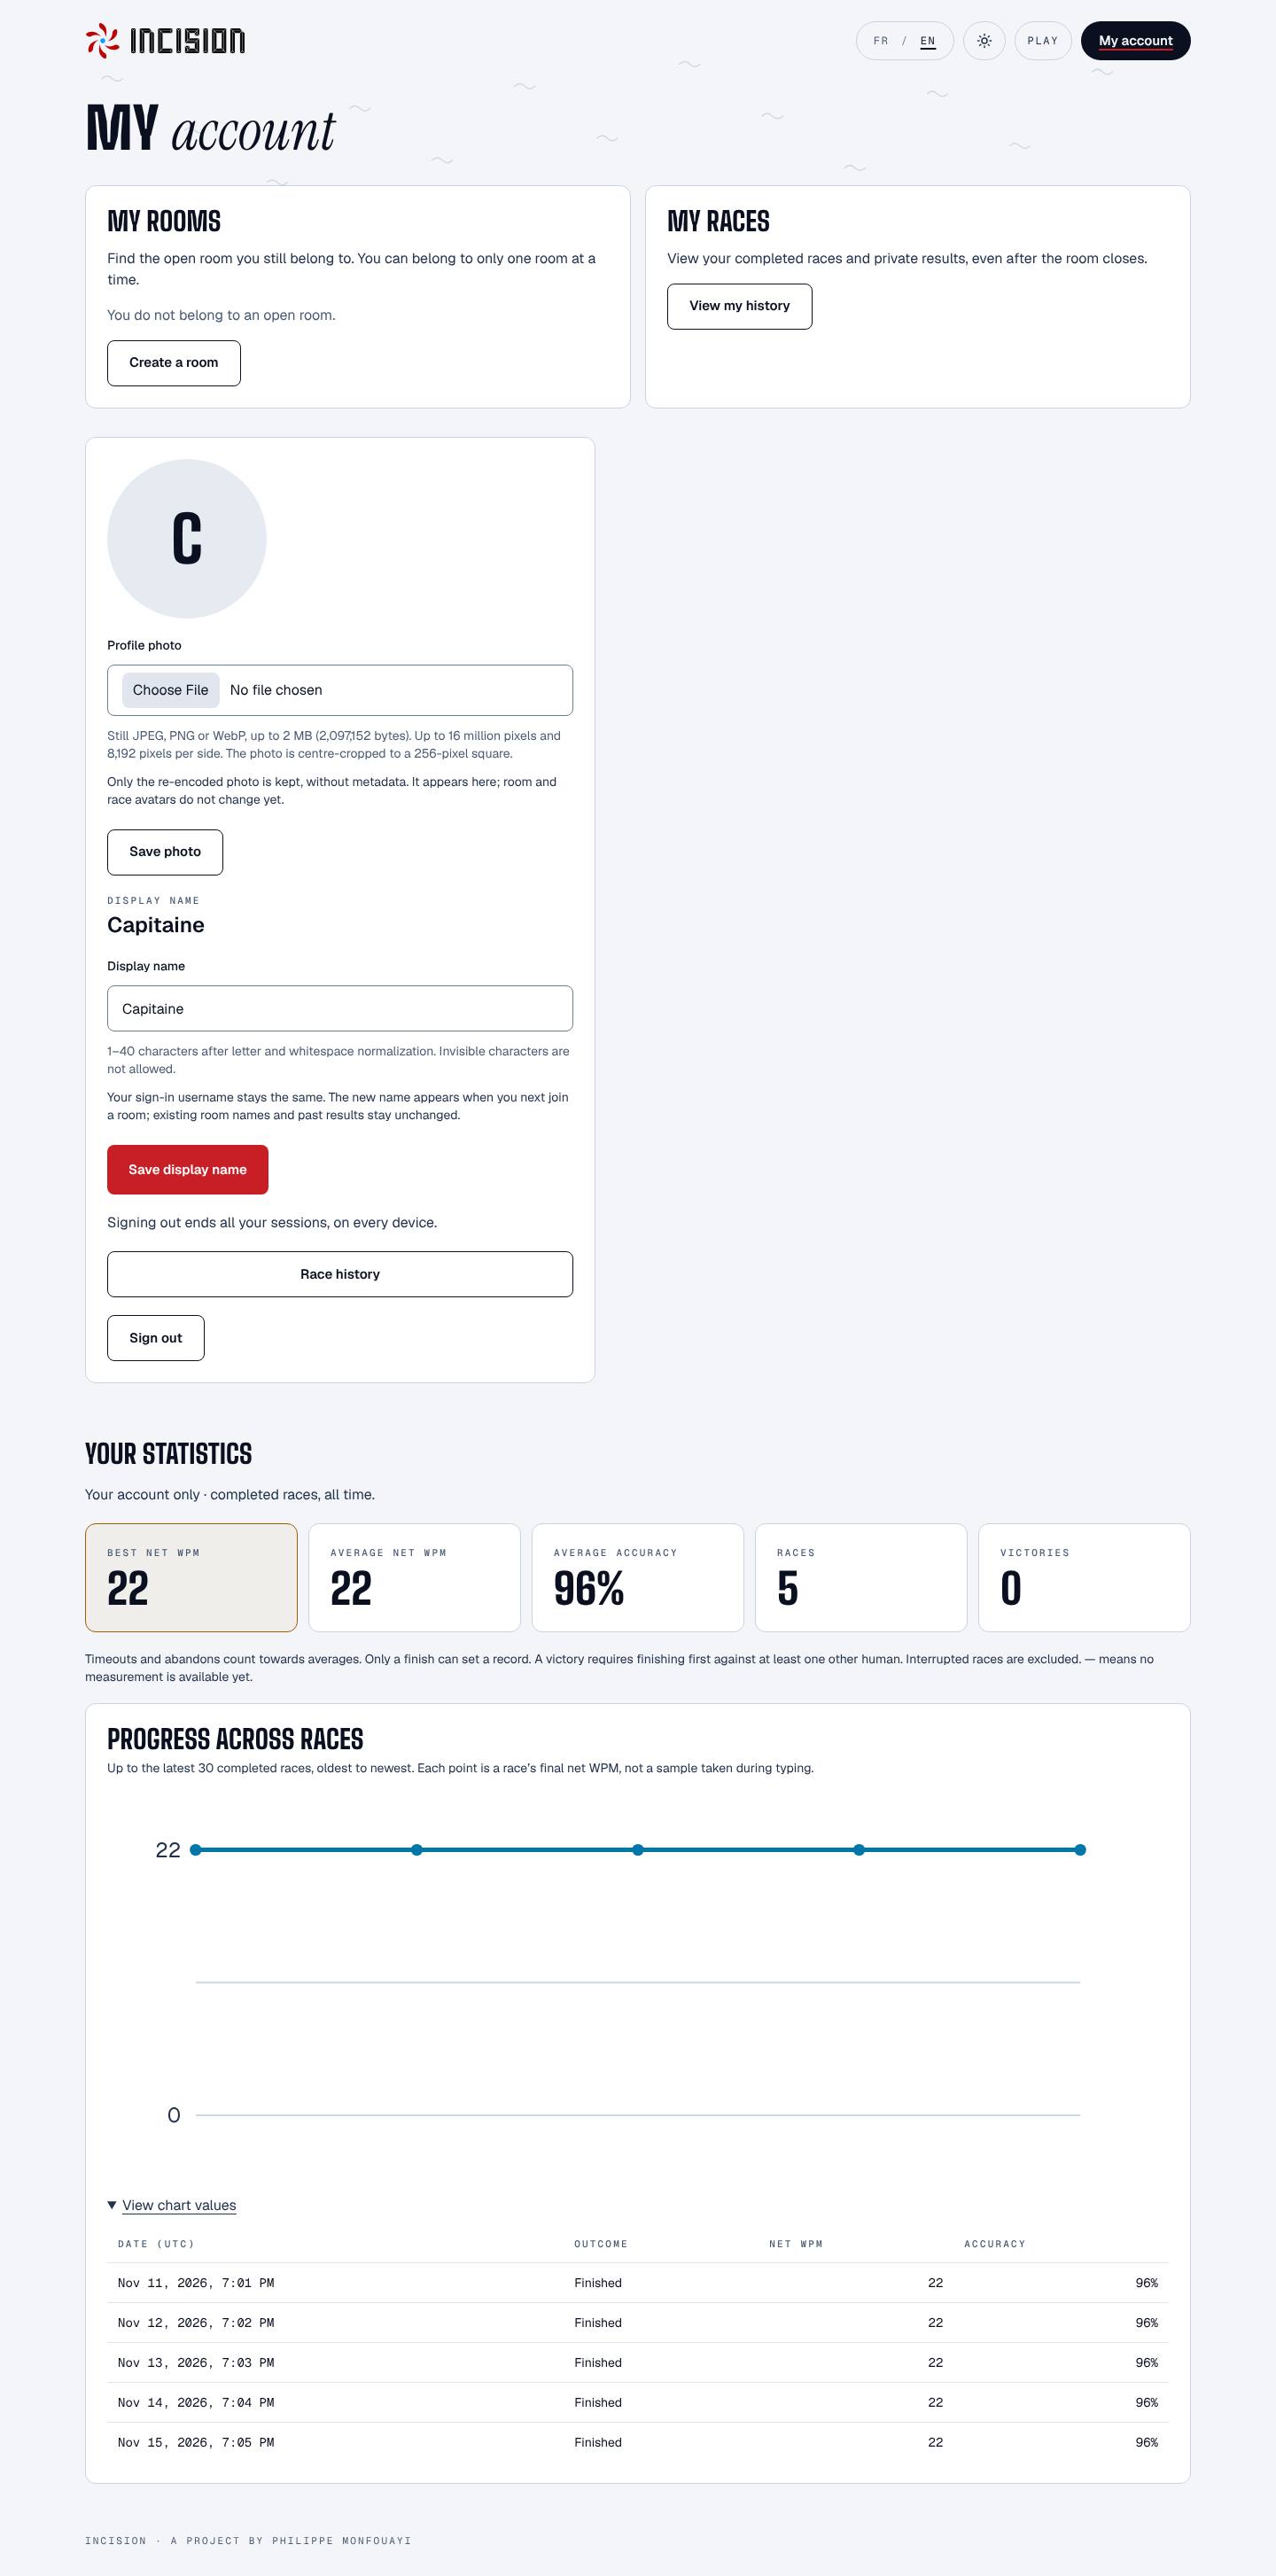 INCISION
FR / EN
PLAY
My account
MY account
MY ROOMS
Find the open room you still belong to. You can belong to only one room at a
time.
You do not belong to an open room.
Create a room
MY RACES
View your completed races and private results, even after the room closes.
View my history
C
Profile photo
Choose File No file chosen
Still JPEG, PNG or WebP, up to 2 MB (2,097,152 bytes). Up to 16 million pixels and
8,192 pixels per side. The photo is centre-cropped to a 256-pixel square.
Only the re-encoded photo is kept, without metadata. It appears here; room and
race avatars do not change yet.
Save photo
DISPLAY NAME
Capitaine
Display name
Capitaine
1–40 characters after letter and whitespace normalization. Invisible characters are
not allowed.
Your sign-in username stays the same. The new name appears when you next join
a room; existing room names and past results stay unchanged.
Save display name
Signing out ends all your sessions, on every device.
Race history
Sign out
YOUR STATISTICS
Your account only · completed races, all time.
BEST NET WPM
22
AVERAGE NET WPM
22
AVERAGE ACCURACY
96%
RACES
5
VICTORIES
0
Timeouts and abandons count towards averages. Only a finish can set a record. A victory requires finishing first against at least one other human. Interrupted races are excluded. — means no
measurement is available yet.
PROGRESS ACROSS RACES
Up to the latest 30 completed races, oldest to newest. Each point is a race's final net WPM, not a sample taken during typing.
22
0
▼ View chart values
DATE (UTC) OUTCOME NET WPM ACCURACY
Nov 11, 2026, 7:01 PM Finished 22 96%
Nov 12, 2026, 7:02 PM Finished 22 96%
Nov 13, 2026, 7:03 PM Finished 22 96%
Nov 14, 2026, 7:04 PM Finished 22 96%
Nov 15, 2026, 7:05 PM Finished 22 96%
INCISION · A PROJECT BY PHILIPPE MONFOUAYI